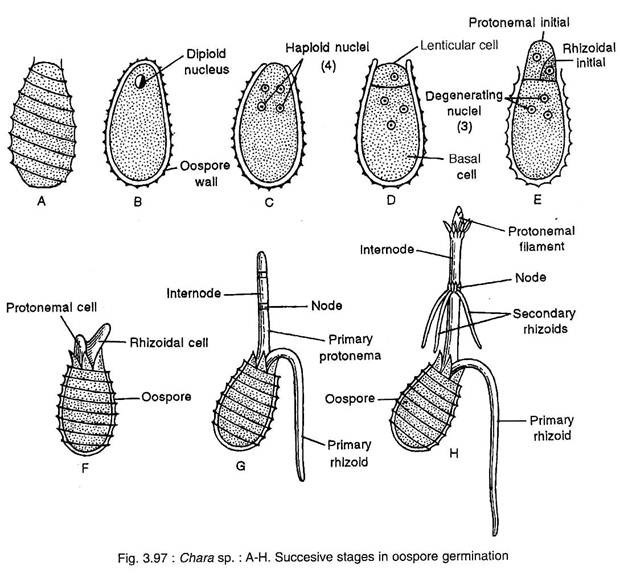 Protonemal initial
Diploid
nucleus
Haploid nuclei
(4)
Lenticular cell
Rhizoidal
initial
Degenerating
nuclei
(3)
Oospore
wall
Basal
cell
A
B
C
D
E
Protonemal
filament
Internode
Node
Secondary
rhizoids
Protonemal cell
Rhizoidal cell
Internode
Node
Primary
protonema
Oospore
Oospore
Primary
rhizoid
Primary
rhizoid
F
G
H
Fig. 3.97 : Chara sp. : A-H. Succesive stages in oospore germination